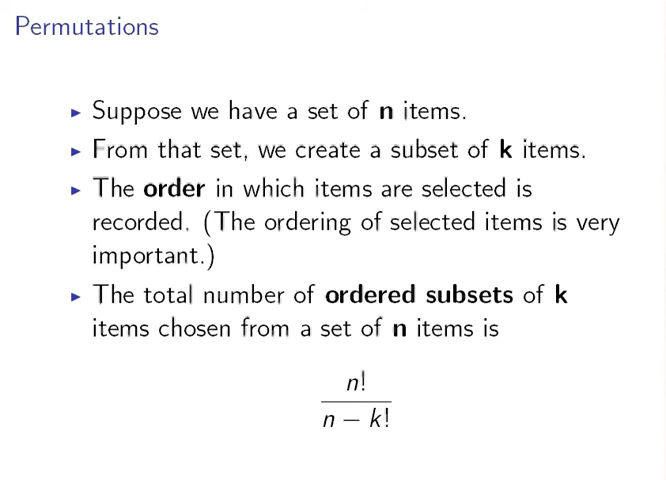 Permutations
▶ Suppose we have a set of n items.
▶ From that set, we create a subset of k items.
▶ The order in which items are selected is
recorded. (The ordering of selected items is very
important.)
▶ The total number of ordered subsets of k
items chosen from a set of n items is
n!
n − k!